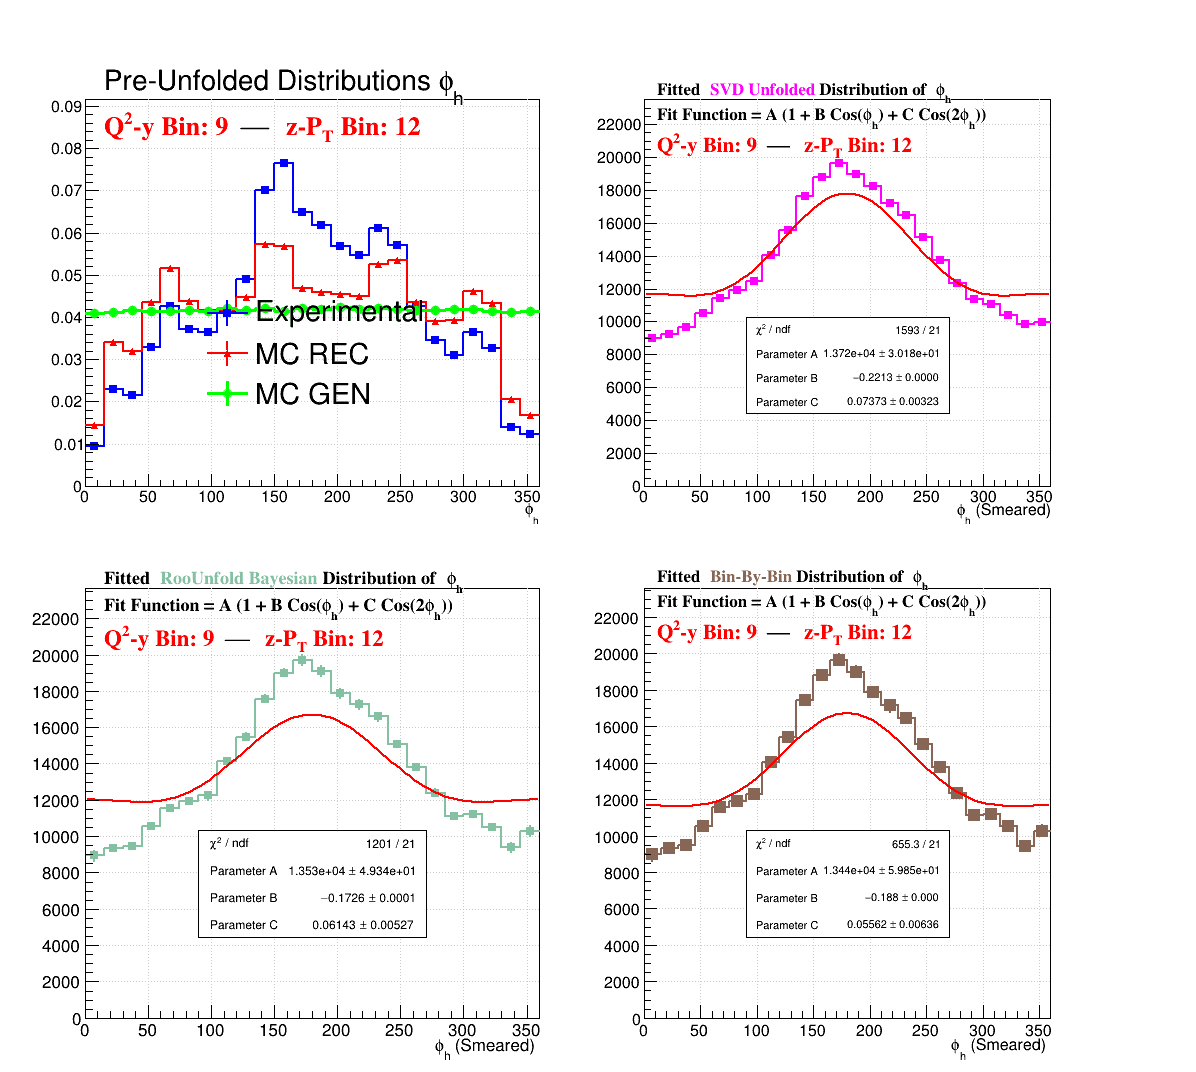 Pre-Unfolded Distributions ϕh
Q2-y Bin: 9 — z-PT Bin: 12
0.09
0.08
0.07
0.06
0.05
0.04
0.03
0.02
0.01
0
Experimental
MC REC
MC GEN
0 50 100 150 200 250 300 350
ϕh
Fitted SVD Unfolded Distribution of ϕh
Fit Function = A (1 + B Cos(ϕh) + C Cos(2ϕh))
Q2-y Bin: 9 — z-PT Bin: 12
22000
20000
18000
16000
14000
12000
10000
8000
6000
4000
2000
0
χ2 / ndf 1593 / 21
Parameter A 1.372e+04 ± 3.018e+01
Parameter B −0.2213 ± 0.0000
Parameter C 0.07373 ± 0.00323
0 50 100 150 200 250 300 350
ϕh (Smeared)
Fitted RooUnfold Bayesian Distribution of ϕh
Fit Function = A (1 + B Cos(ϕh) + C Cos(2ϕh))
Q2-y Bin: 9 — z-PT Bin: 12
22000
20000
18000
16000
14000
12000
10000
8000
6000
4000
2000
0
χ2 / ndf 1201 / 21
Parameter A 1.353e+04 ± 4.934e+01
Parameter B −0.1726 ± 0.0001
Parameter C 0.06143 ± 0.00527
0 50 100 150 200 250 300 350
ϕh (Smeared)
Fitted Bin-By-Bin Distribution of ϕh
Fit Function = A (1 + B Cos(ϕh) + C Cos(2ϕh))
Q2-y Bin: 9 — z-PT Bin: 12
22000
20000
18000
16000
14000
12000
10000
8000
6000
4000
2000
0
χ2 / ndf 655.3 / 21
Parameter A 1.344e+04 ± 5.985e+01
Parameter B −0.188 ± 0.000
Parameter C 0.05562 ± 0.00636
0 50 100 150 200 250 300 350
ϕh (Smeared)